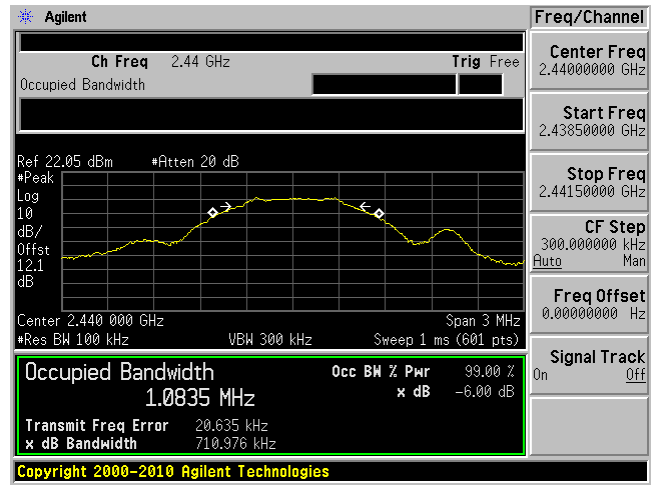 Agilent
Freq/Channel
Ch Freq 2.44 GHz Trig Free
Occupied Bandwidth
Center Freq
2.44000000 GHz
Start Freq
2.43850000 GHz
Stop Freq
2.44150000 GHz
CF Step
300.000000 kHz
Auto Man
Freq Offset
0.00000000 Hz
Signal Track
On Off
Ref 22.05 dBm #Atten 20 dB
#Peak
Log
10
dB/
Offst
12.1
dB
Center 2.440 000 GHz Span 3 MHz
#Res BW 100 kHz VBW 300 kHz Sweep 1 ms (601 pts)
Occupied Bandwidth Occ BW % Pwr 99.00 %
1.0835 MHz x dB -6.00 dB
Transmit Freq Error 20.635 kHz
x dB Bandwidth 710.976 kHz
Copyright 2000-2010 Agilent Technologies